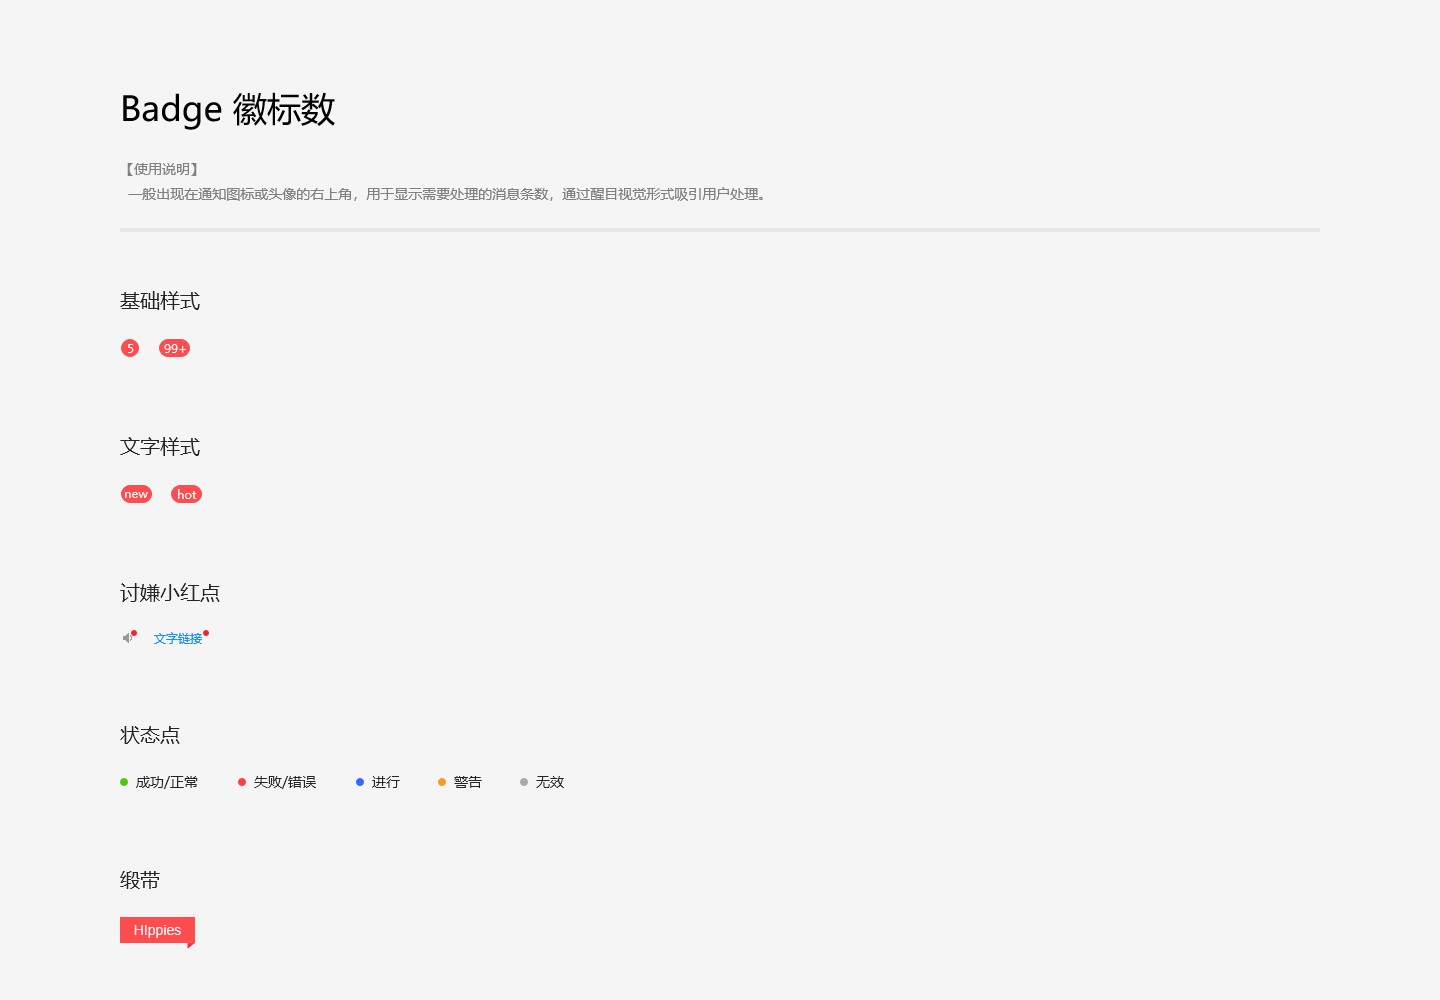 Badge 徽标数
【使用说明】
一般出现在通知图标或头像的右上角，用于显示需要处理的消息条数，通过醒目视觉形式吸引用户处理。
基础样式
5 99+
文字样式
new hot
讨嫌小红点
文字链接
状态点
成功/正常 失败/错误 进行 警告 无效
缎带
HIppies